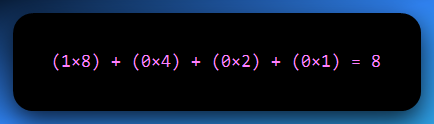 (1×8) + (0×4) + (0×2) + (0×1) = 8